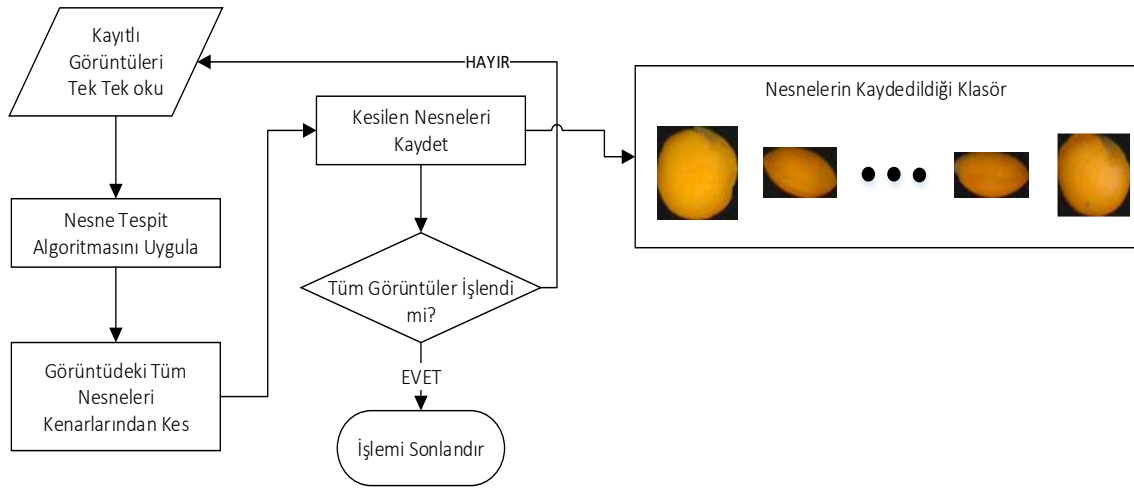 Kayıtlı
Görüntüleri
Tek Tek oku
Nesne Tespit
Algoritmasını Uygula
Görüntüdeki Tüm
Nesneleri
Kenarlarından Kes
Kesilen Nesneleri
Kaydet
Tüm Görüntüler İşlendi
mi?
HAYIR
EVET
İşlemi Sonlandır
Nesnelerin Kaydedildiği Klasör